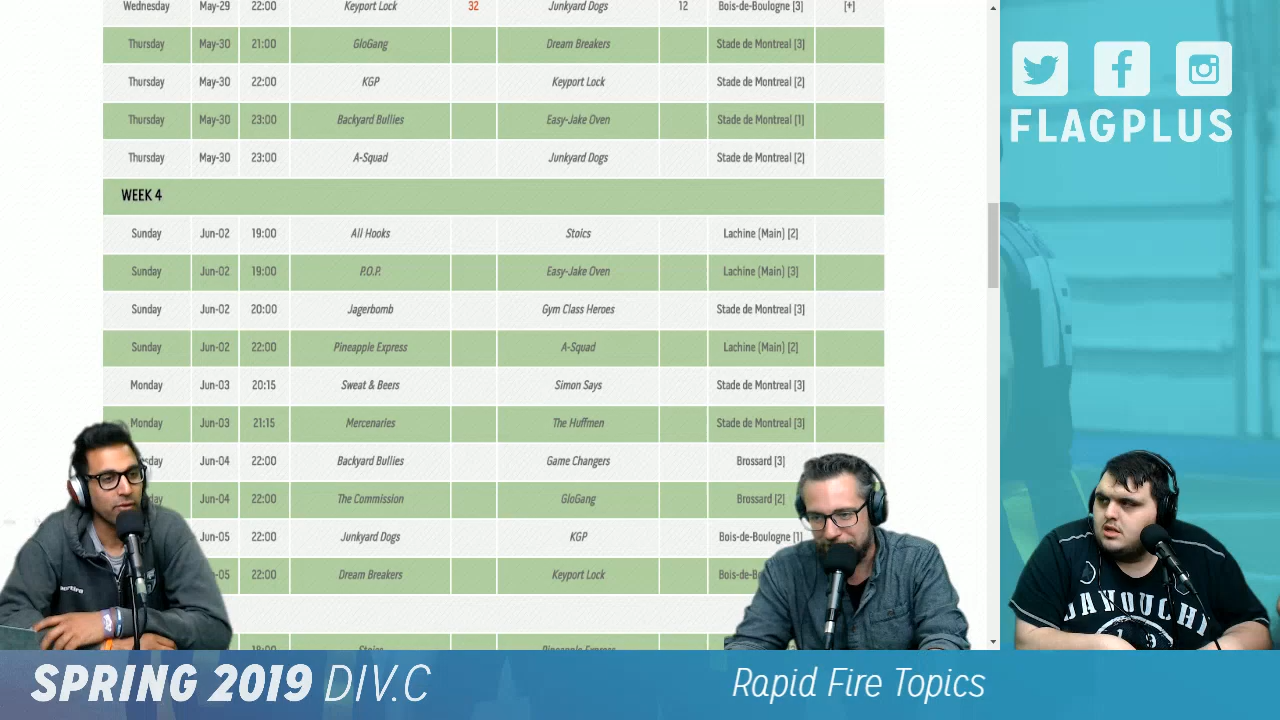 Wednesday May-29 22:00 Keyport Lock 32 Junkyard Dogs 12 Bois-de-Boulogne [3] [+]
Thursday May-30 21:00 GloGang Dream Breakers Stade de Montreal [3]
Thursday May-30 22:00 KGP Keyport Lock Stade de Montreal [2]
Thursday May-30 23:00 Backyard Bullies Easy-Jake Oven Stade de Montreal [1]
Thursday May-30 23:00 A-Squad Junkyard Dogs Stade de Montreal [2]
WEEK 4
Sunday Jun-02 19:00 All Hooks Stoics Lachine (Main) [2]
Sunday Jun-02 19:00 P.O.P. Easy-Jake Oven Lachine (Main) [3]
Sunday Jun-02 20:00 Jagerbomb Gym Class Heroes Stade de Montreal [3]
Sunday Jun-02 22:00 Pineapple Express A-Squad Lachine (Main) [2]
Monday Jun-03 20:15 Sweat & Beers Simon Says Stade de Montreal [3]
Monday Jun-03 21:15 Mercenaries The Huffmen Stade de Montreal [3]
Jun-04 22:00 Backyard Bullies Game Changers Brossard [3]
Jun-04 22:00 The Commission GloGang Brossard [2]
Jun-05 22:00 Junkyard Dogs KGP Bois-de-Boulogne [1]
-05 22:00 Dream Breakers Keyport Lock Bois-de-B
FLAGPLUS
SPRING 2019 DIV.C
Rapid Fire Topics